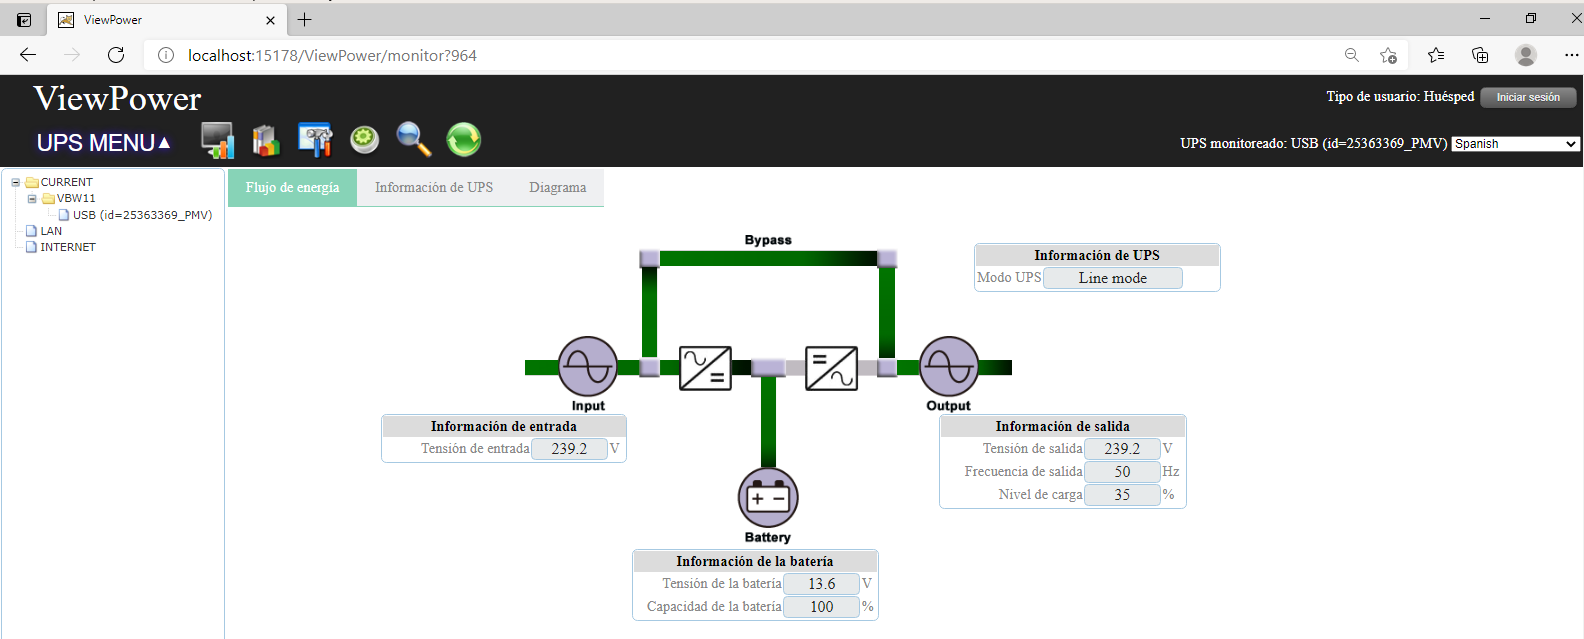 ViewPower
localhost:15178/ViewPower/monitor?964
ViewPower
Tipo de usuario: Huésped Iniciar sesión
UPS MENU▲
UPS monitoreado: USB (id=25363369_PMV) Spanish
CURRENT
VBW11
USB (id=25363369_PMV)
LAN
INTERNET
Flujo de energía Información de UPS Diagrama
Bypass
Información de UPS
Modo UPS Line mode
Input
Output
Información de entrada
Tensión de entrada 239.2 V
Información de salida
Tensión de salida 239.2 V
Frecuencia de salida 50 Hz
Nivel de carga 35 %
Battery
Información de la batería
Tensión de la batería 13.6 V
Capacidad de la batería 100 %